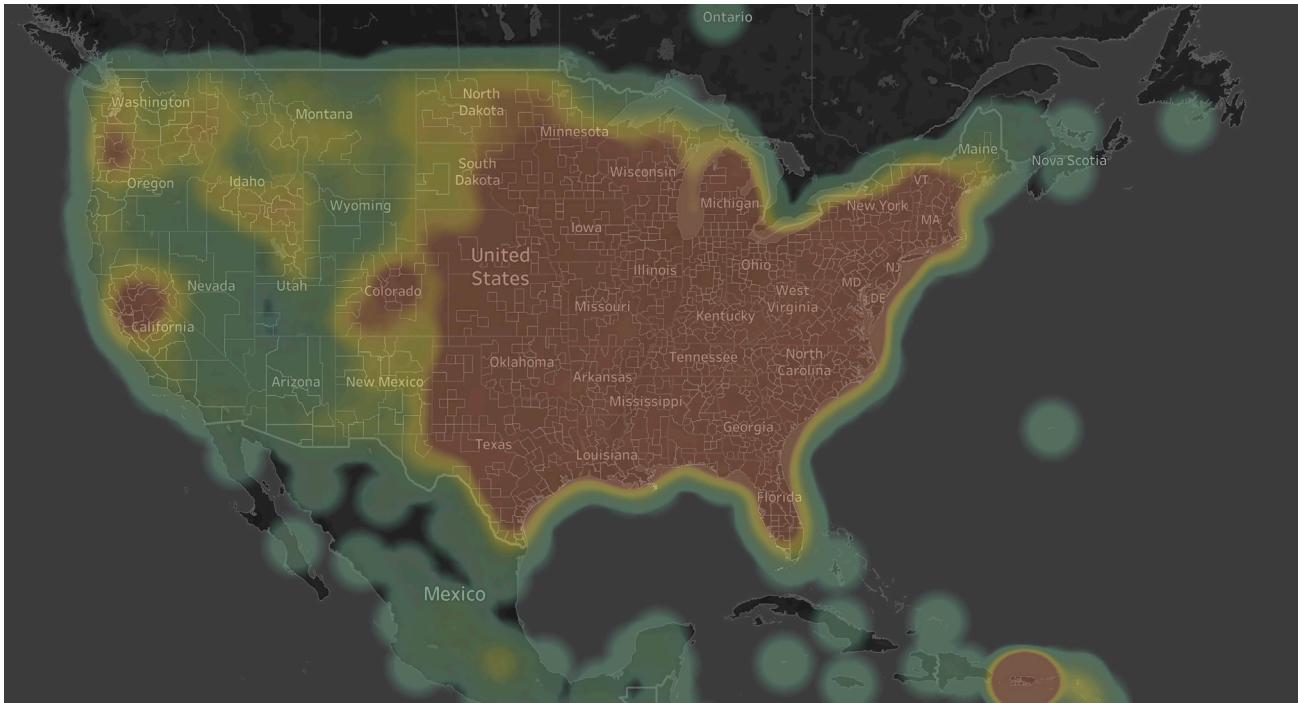 Ontario
North
Dakota
Washington
Montana
Minnesota
Maine
Nova Scotia
South
Dakota
Wisconsin
VT
Oregon
Idaho
Wyoming
Michigan
New York
MA
Iowa
United
States
Illinois
Ohio
NJ
Nevada
Utah
Colorado
West
Virginia
MD
DE
Missouri
Kentucky
California
Oklahoma
Tennessee
North
Carolina
Arizona
New Mexico
Arkansas
Mississippi
Georgia
Texas
Louisiana
Florida
Mexico